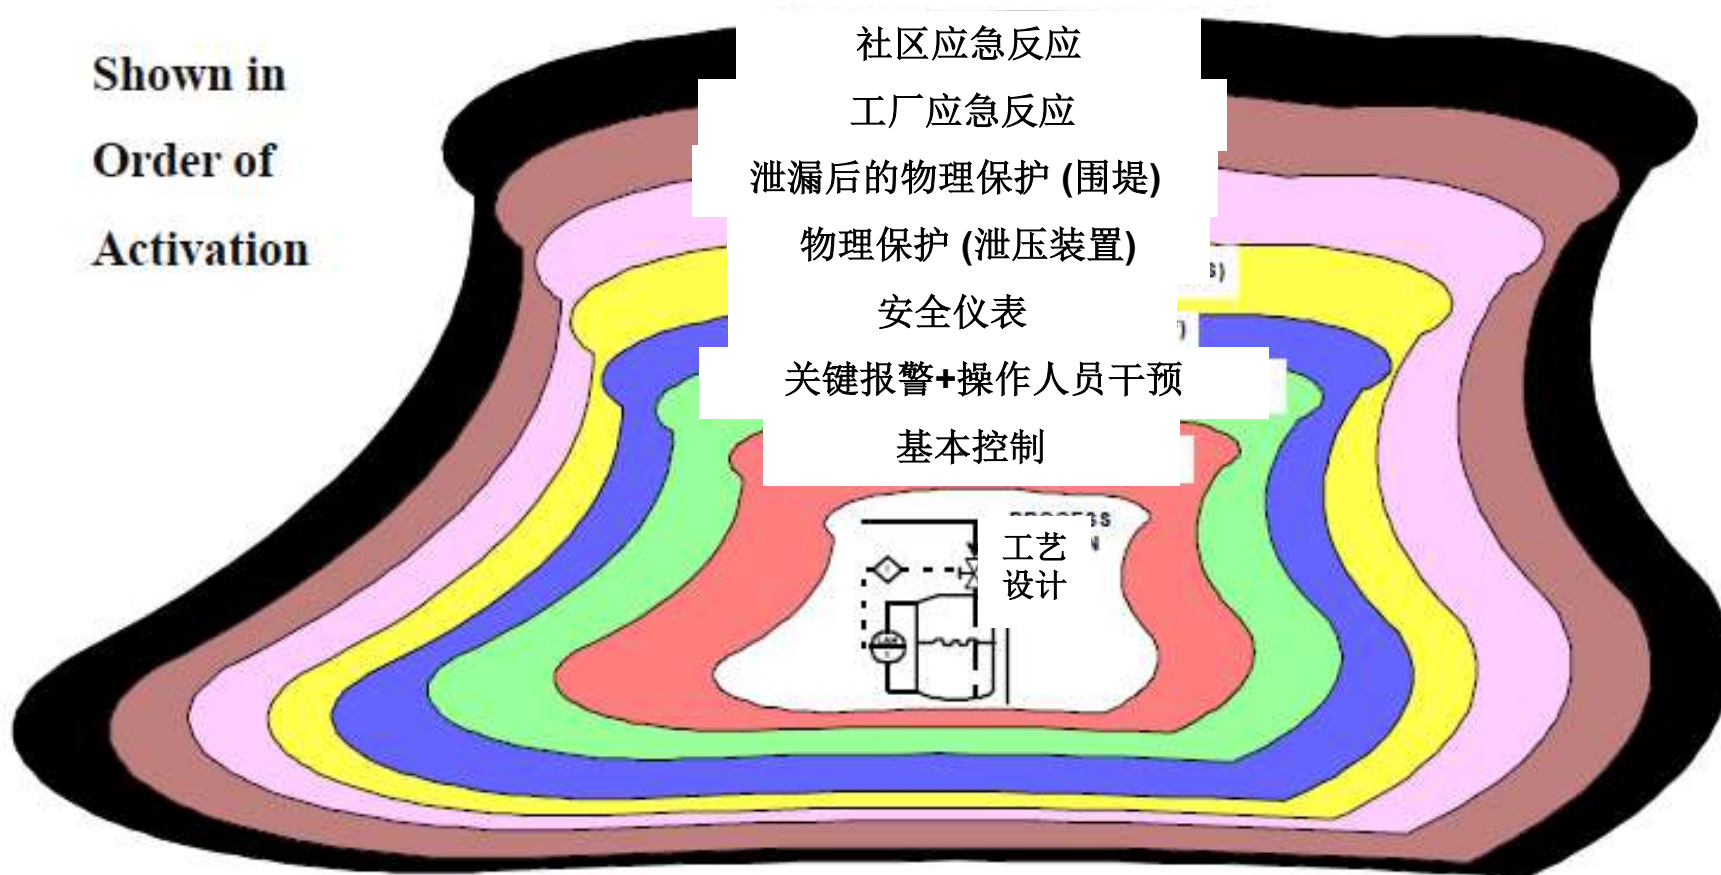 Shown in
Order of
Activation
社区应急反应
工厂应急反应
泄漏后的物理保护 (围堤)
物理保护 (泄压装置)
安全仪表
关键报警+操作人员干预
基本控制
工艺
设计